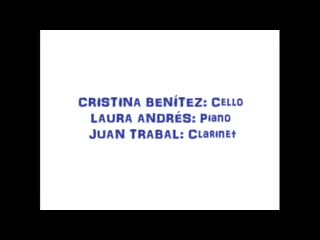 CRISTINA BENÍTEZ: Cello
LAURA ANDRÉS: Piano
JUAN TRABAL: Clarinet